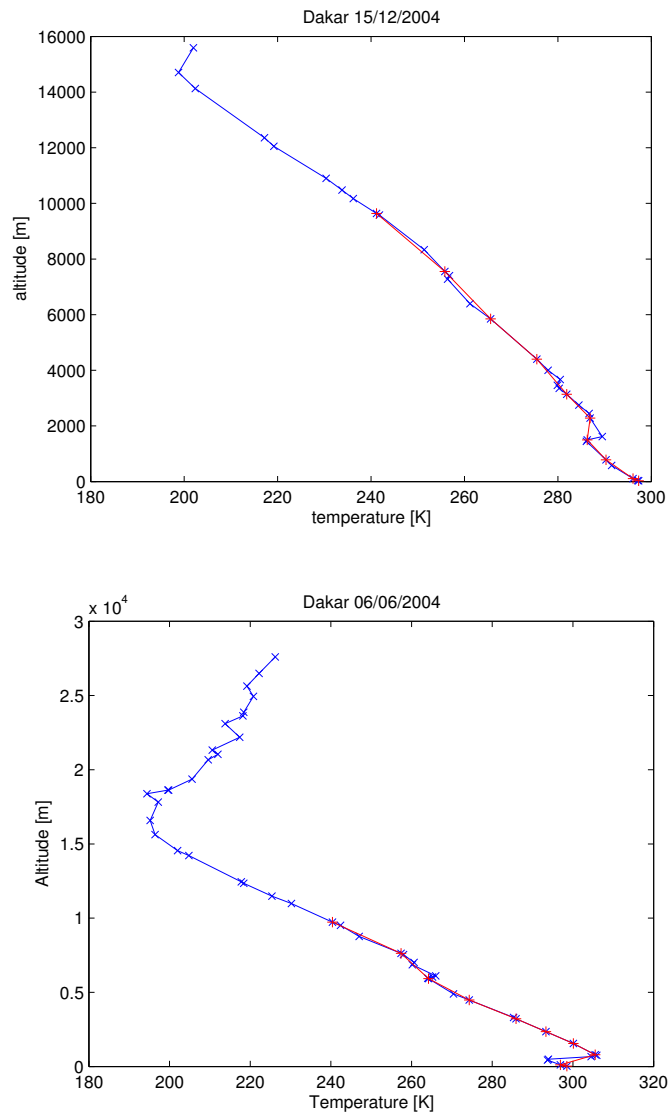 Dakar 15/12/2004
16000
14000
12000
10000
8000
6000
4000
2000
0
altitude [m]
180 200 220 240 260 280 300
temperature [K]
Dakar 06/06/2004
x 10^4
3
2.5
2
1.5
1
0.5
0
Altitude [m]
180 200 220 240 260 280 300 320
Temperature [K]